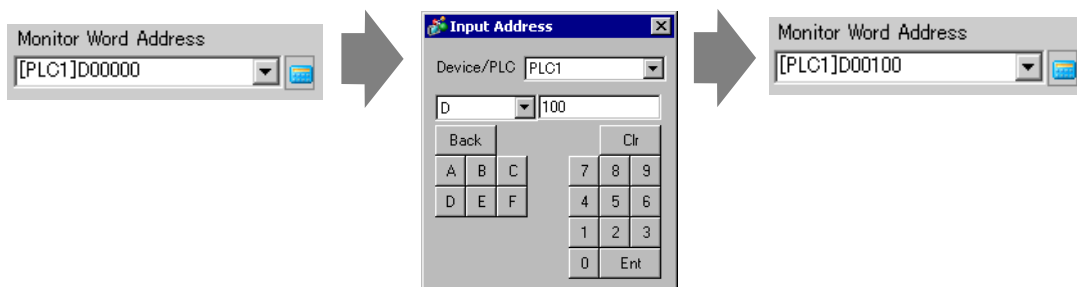 Monitor Word Address
[PLC1]D00000
Input Address
Device/PLC PLC1
D 100
Back Clr
A B C 7 8 9
D E F 4 5 6
1 2 3
0 Ent
Monitor Word Address
[PLC1]D00100